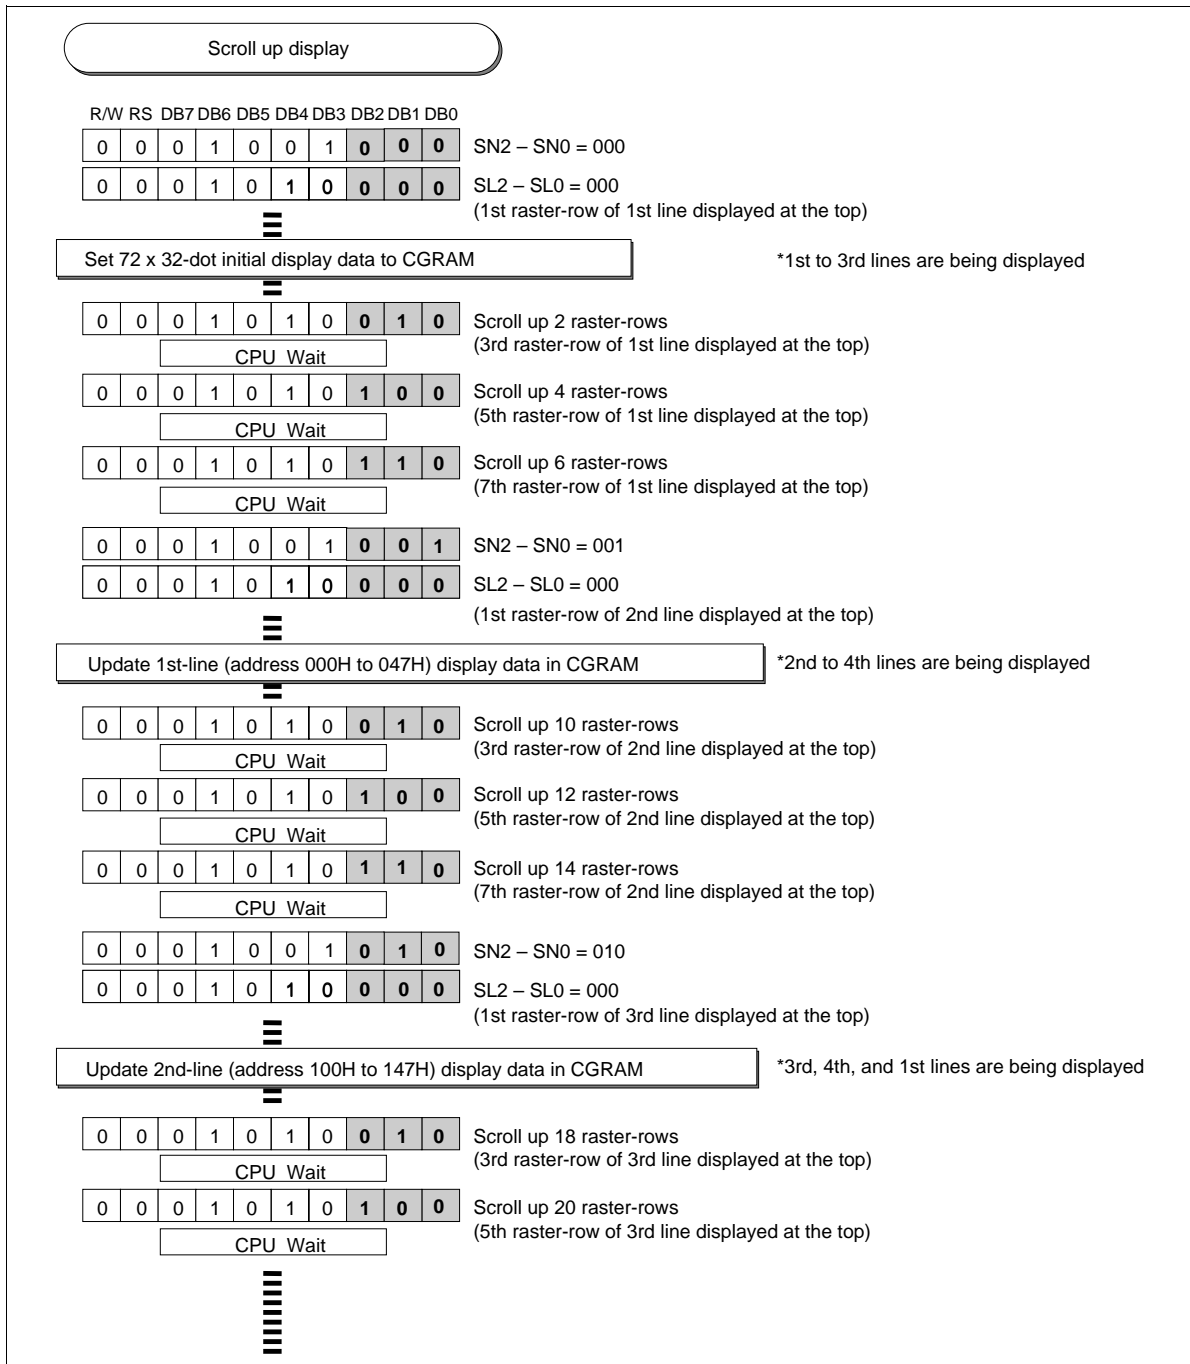 Scroll up display
R/W RS DB7 DB6 DB5 DB4 DB3 DB2 DB1 DB0
0 0 0 1 0 0 1 0 0 0 SN2 – SN0 = 000
0 0 0 1 0 1 0 0 0 0 SL2 – SL0 = 000
(1st raster-row of 1st line displayed at the top)
Set 72 x 32-dot initial display data to CGRAM *1st to 3rd lines are being displayed
0 0 0 1 0 1 0 0 1 0 Scroll up 2 raster-rows
(3rd raster-row of 1st line displayed at the top)
CPU Wait
0 0 0 1 0 1 0 1 0 0 Scroll up 4 raster-rows
(5th raster-row of 1st line displayed at the top)
CPU Wait
0 0 0 1 0 1 0 1 1 0 Scroll up 6 raster-rows
(7th raster-row of 1st line displayed at the top)
CPU Wait
0 0 0 1 0 0 1 0 0 1 SN2 – SN0 = 001
0 0 0 1 0 1 0 0 0 0 SL2 – SL0 = 000
(1st raster-row of 2nd line displayed at the top)
Update 1st-line (address 000H to 047H) display data in CGRAM *2nd to 4th lines are being displayed
0 0 0 1 0 1 0 0 1 0 Scroll up 10 raster-rows
(3rd raster-row of 2nd line displayed at the top)
CPU Wait
0 0 0 1 0 1 0 1 0 0 Scroll up 12 raster-rows
(5th raster-row of 2nd line displayed at the top)
CPU Wait
0 0 0 1 0 1 0 1 1 0 Scroll up 14 raster-rows
(7th raster-row of 2nd line displayed at the top)
CPU Wait
0 0 0 1 0 0 1 0 1 0 SN2 – SN0 = 010
0 0 0 1 0 1 0 0 0 0 SL2 – SL0 = 000
(1st raster-row of 3rd line displayed at the top)
Update 2nd-line (address 100H to 147H) display data in CGRAM *3rd, 4th, and 1st lines are being displayed
0 0 0 1 0 1 0 0 1 0 Scroll up 18 raster-rows
(3rd raster-row of 3rd line displayed at the top)
CPU Wait
0 0 0 1 0 1 0 1 0 0 Scroll up 20 raster-rows
(5th raster-row of 3rd line displayed at the top)
CPU Wait